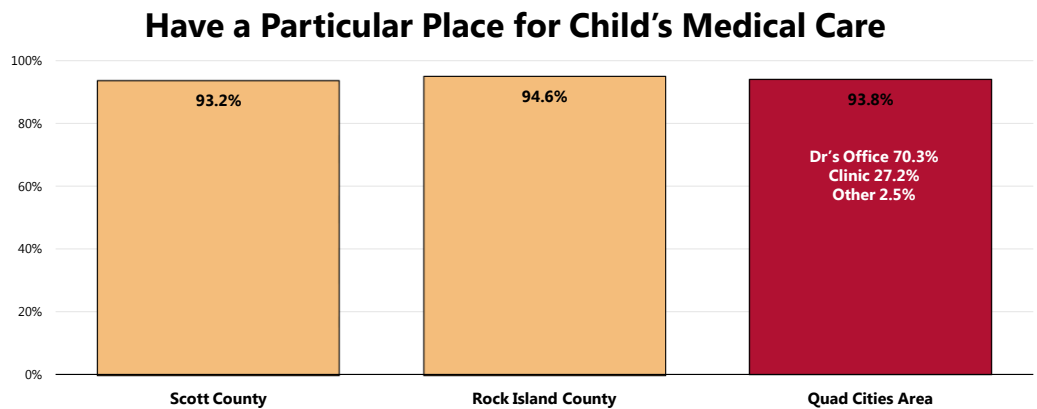 Have a Particular Place for Child’s Medical Care
100%
80%
60%
40%
20%
0%
93.2%
94.6%
93.8%
Dr’s Office 70.3%
Clinic 27.2%
Other 2.5%
Scott County
Rock Island County
Quad Cities Area